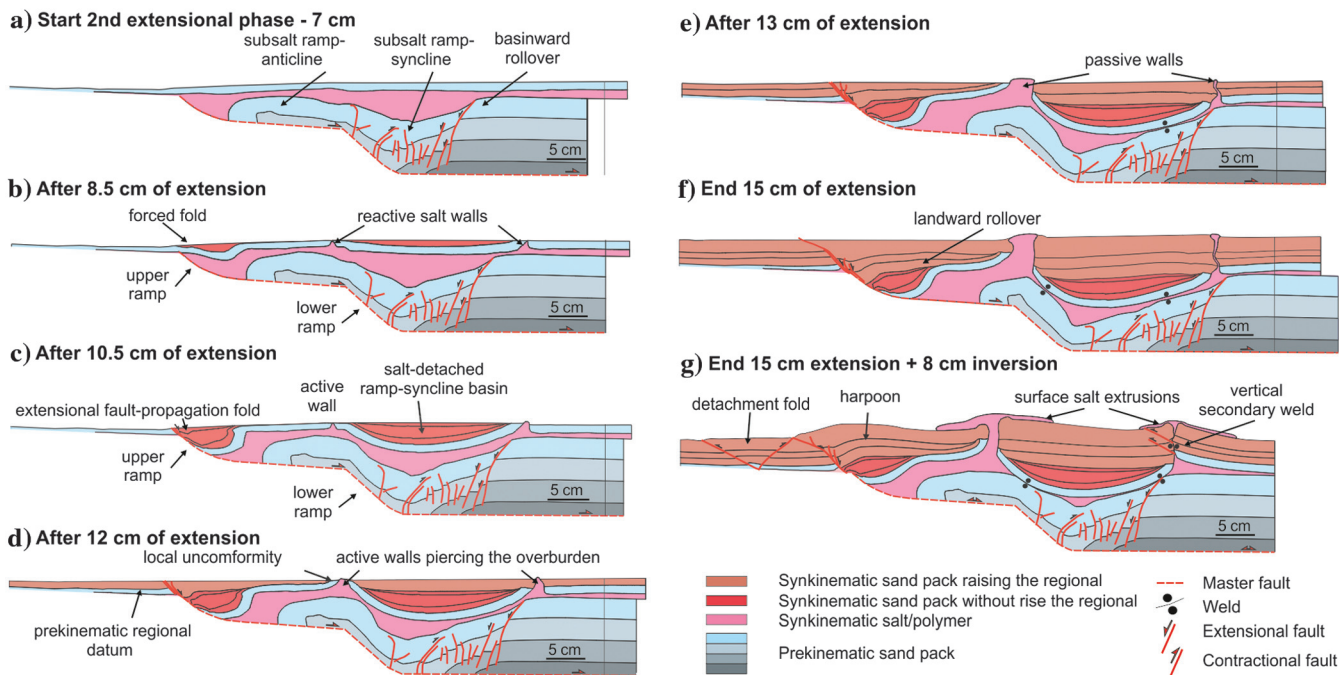 a) Start 2nd extensional phase - 7 cm
subsalt ramp-
anticline
subsalt ramp-
syncline
basinward
rollover
5 cm
b) After 8.5 cm of extension
forced fold
reactive salt walls
upper
ramp
lower
ramp
5 cm
c) After 10.5 cm of extension
extensional fault-propagation fold
active
wall
salt-detached
ramp-syncline basin
upper
ramp
lower
ramp
5 cm
d) After 12 cm of extension
local uncomformity
active walls piercing the overburden
prekinematic regional
datum
5 cm
e) After 13 cm of extension
passive walls
5 cm
f) End 15 cm of extension
landward rollover
5 cm
g) End 15 cm extension + 8 cm inversion
detachment fold
harpoon
surface salt extrusions
vertical
secondary weld
5 cm
Synkinematic sand pack raising the regional
Synkinematic sand pack without rise the regional
Synkinematic salt/polymer
Prekinematic sand pack
Master fault
Weld
Extensional fault
Contractional fault